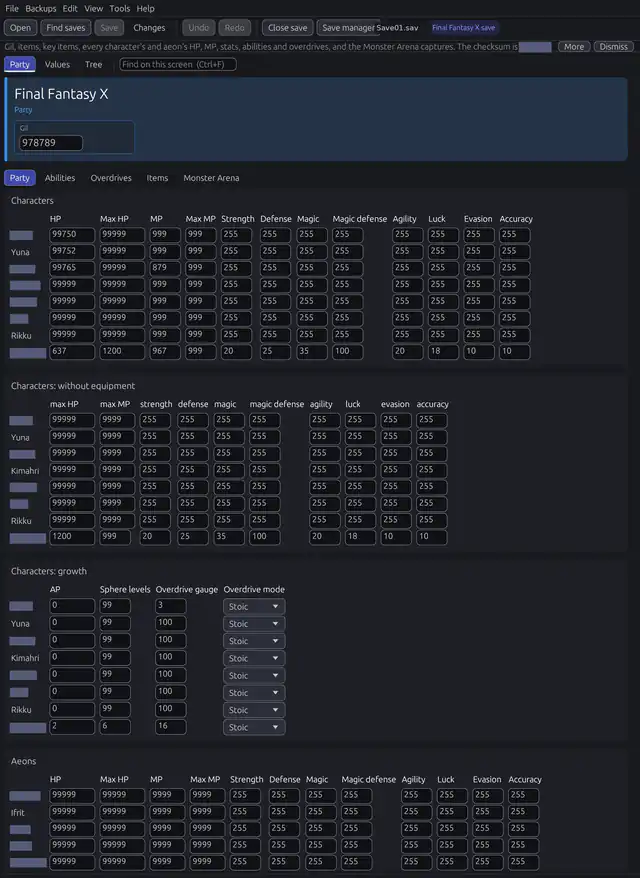 File Backups Edit View Tools Help
Open Find saves Save Changes Undo Redo Close save Save manager Save01.sav Final Fantasy X save
Gil, items, key items, every character's and aeon's HP, MP, stats, abilities and overdrives, and the Monster Arena captures. The checksum is More Dismiss
Party Values Tree Find on this screen (Ctrl+F)
Final Fantasy X
Party
Gil
978789
Party Abilities Overdrives Items Monster Arena
Characters
HP Max HP MP Max MP Strength Defense Magic Magic defense Agility Luck Evasion Accuracy
99750 99999 999 999 255 255 255 255 255 255 255 255
Yuna 99752 99999 999 999 255 255 255 255 255 255 255 255
99765 99999 879 999 255 255 255 255 255 255 255 255
99999 99999 999 999 255 255 255 255 255 255 255 255
99999 99999 999 999 255 255 255 255 255 255 255 255
99999 99999 999 999 255 255 255 255 255 255 255 255
Rikku 99999 99999 999 999 255 255 255 255 255 255 255 255
637 1200 967 999 20 25 35 100 20 18 10 10
Characters: without equipment
max HP max MP strength defense magic magic defense agility luck evasion accuracy
99999 9999 255 255 255 255 255 255 255 255
Yuna 99999 9999 255 255 255 255 255 255 255 255
99999 9999 255 255 255 255 255 255 255 255
Kimahri 99999 9999 255 255 255 255 255 255 255 255
99999 9999 255 255 255 255 255 255 255 255
99999 9999 255 255 255 255 255 255 255 255
Rikku 99999 9999 255 255 255 255 255 255 255 255
1200 999 20 25 35 100 20 18 10 10
Characters: growth
AP Sphere levels Overdrive gauge Overdrive mode
0 99 3 Stoic
Yuna 0 99 100 Stoic
0 99 100 Stoic
Kimahri 0 99 100 Stoic
0 99 100 Stoic
0 99 100 Stoic
Rikku 0 99 100 Stoic
2 6 16 Stoic
Aeons
HP Max HP MP Max MP Strength Defense Magic Magic defense Agility Luck Evasion Accuracy
99999 99999 9999 9999 255 255 255 255 255 255 255 255
Ifrit 99999 99999 9999 9999 255 255 255 255 255 255 255 255
99999 99999 9999 9999 255 255 255 255 255 255 255 255
99999 99999 9999 9999 255 255 255 255 255 255 255 255
99999 99999 9999 9999 255 255 255 255 255 255 255 255